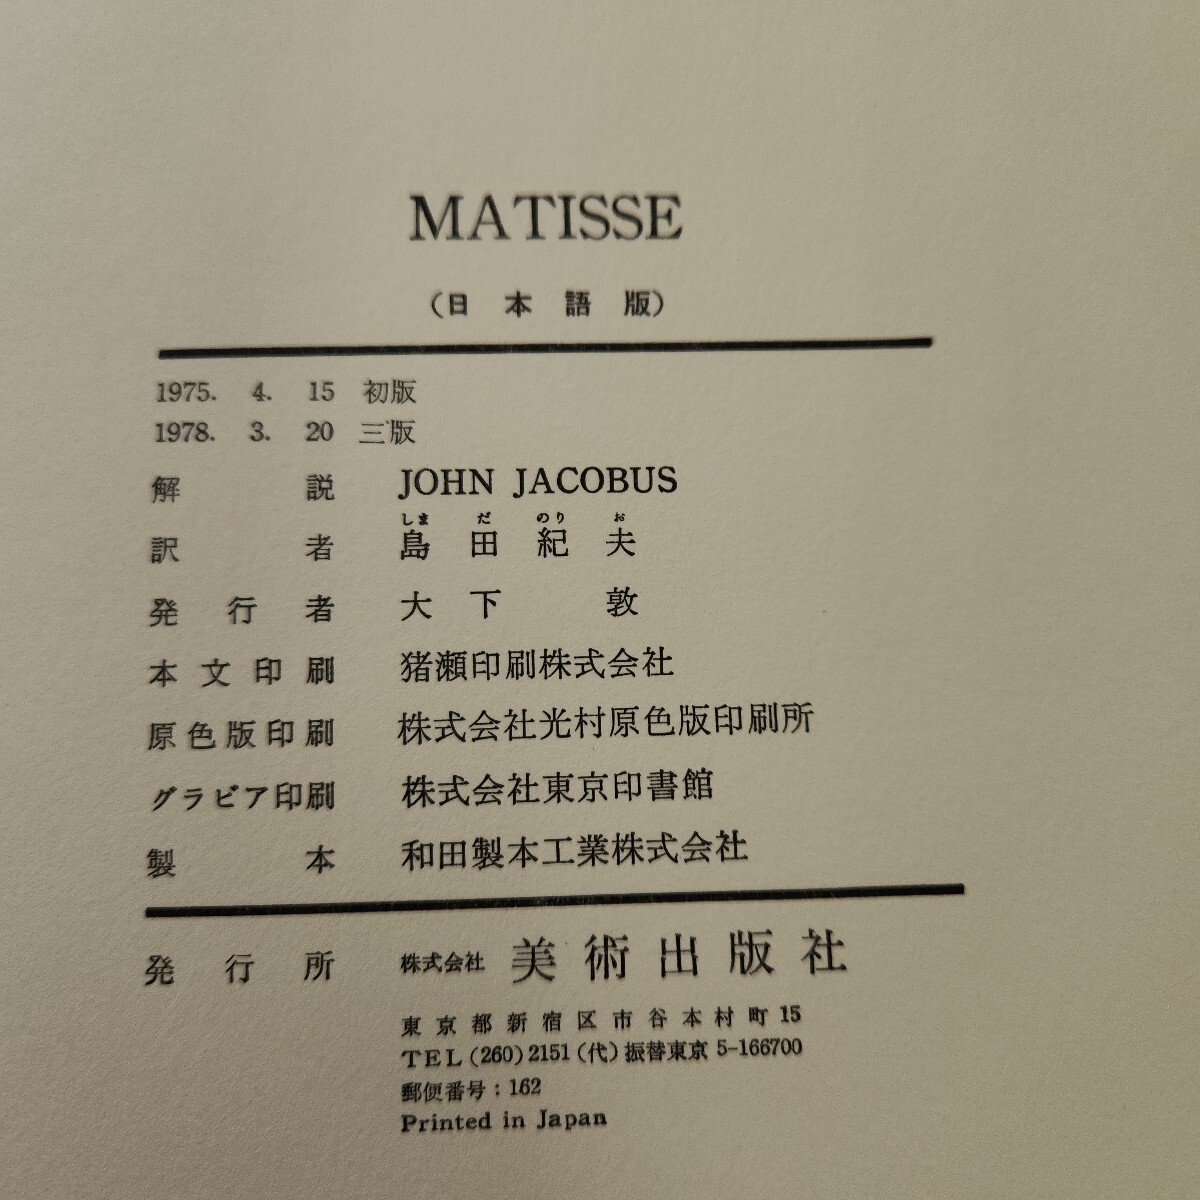 MATISSE
（日本語版）
1975. 4. 15 初版
1978. 3. 20 三版
解説 JOHN JACOBUS
しま だ のり お
訳者 島田紀夫
発行者 大下 敦
本文印刷 猪瀬印刷株式会社
原色版印刷 株式会社光村原色版印刷所
グラビア印刷 株式会社東京印書館
製本 和田製本工業株式会社
発行所 株式会社 美術出版社
東京都新宿区市谷本村町 15
TEL (260) 2151 (代) 振替東京 5-166700
郵便番号 : 162
Printed in Japan